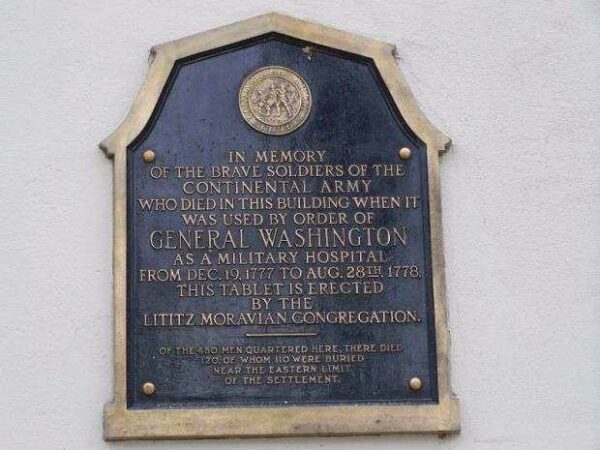 IN MEMORY
OF THE BRAVE SOLDIERS OF THE
CONTINENTAL ARMY
WHO DIED IN THIS BUILDING WHEN IT
WAS USED BY ORDER OF
GENERAL WASHINGTON
AS A MILITARY HOSPITAL
FROM DEC. 19, 1777 TO AUG. 28TH 1778.
THIS TABLET IS ERECTED
BY THE
LITITZ MORAVIAN CONGREGATION.
OF THE 450 MEN QUARTERED HERE, THERE DIED
120, OF WHOM 110 WERE BURIED
NEAR THE EASTERN LIMIT
OF THE SETTLEMENT.